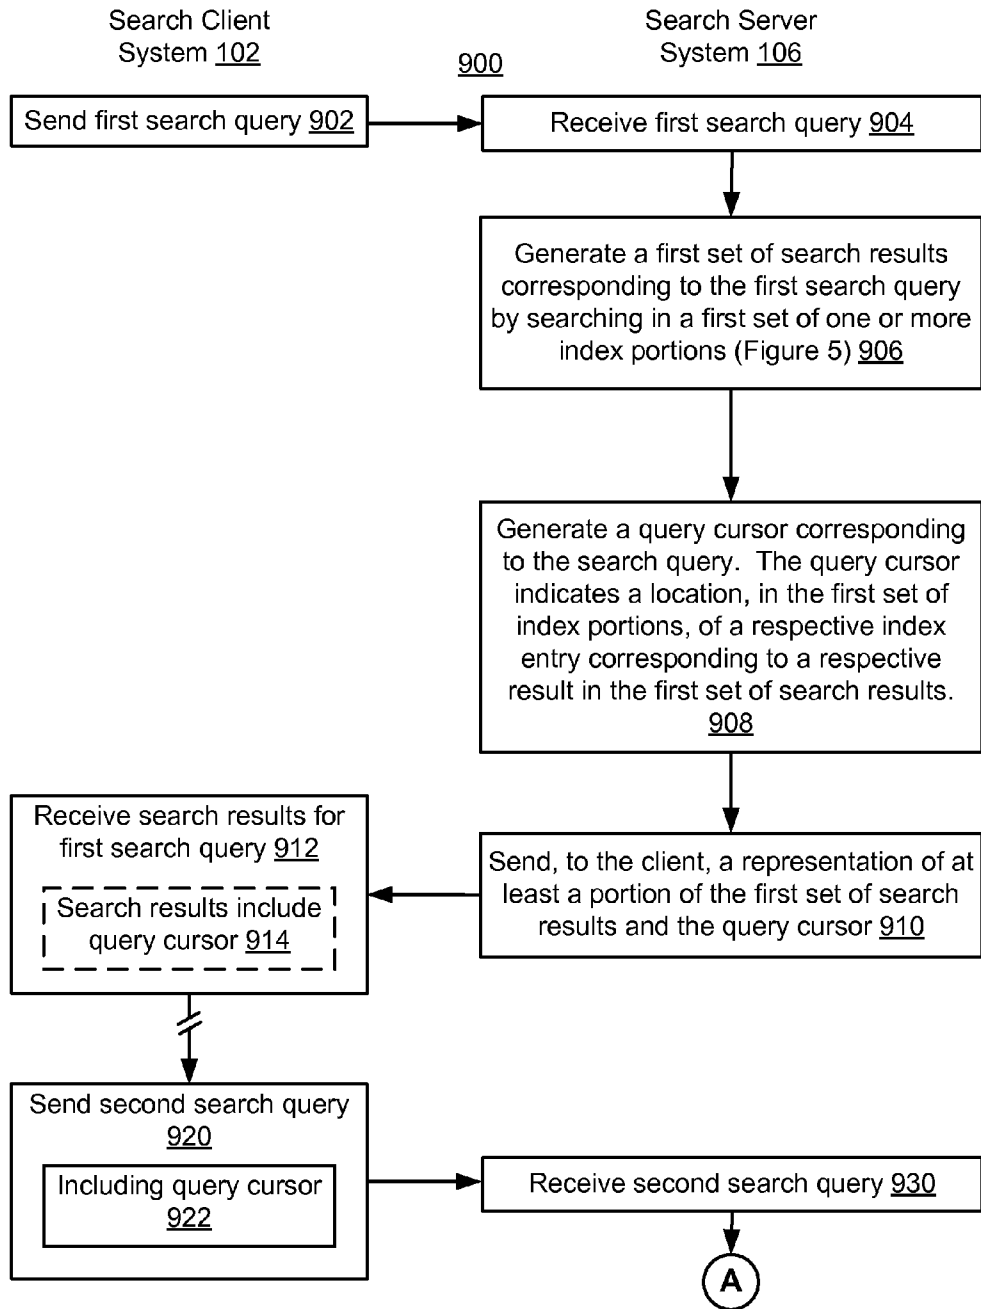 Search Client
System 102
900
Search Server
System 106
Send first search query 902
Receive first search query 904
Generate a first set of search results
corresponding to the first search query
by searching in a first set of one or more
index portions (Figure 5) 906
Generate a query cursor corresponding
to the search query.  The query cursor
indicates a location, in the first set of
index portions, of a respective index
entry corresponding to a respective
result in the first set of search results.
908
Send, to the client, a representation of at
least a portion of the first set of search
results and the query cursor 910
Receive search results for
first search query 912
Search results include
query cursor 914
Send second search query
920
Including query cursor
922
Receive second search query 930
A